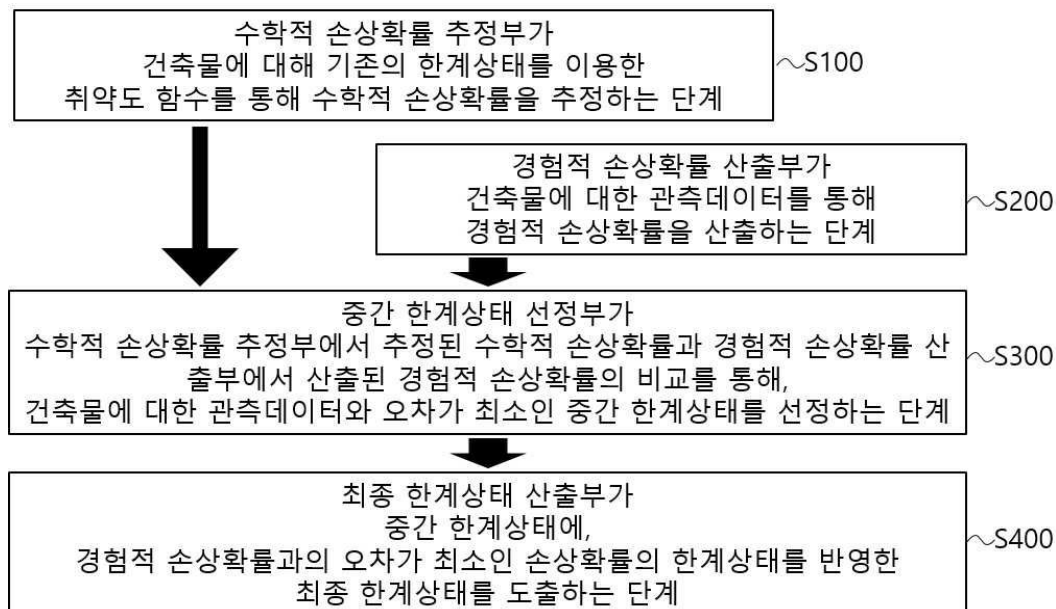 수학적 손상확률 추정부가
건축물에 대해 기존의 한계상태를 이용한
취약도 함수를 통해 수학적 손상확률을 추정하는 단계
S100
경험적 손상확률 산출부가
건축물에 대한 관측데이터를 통해
경험적 손상확률을 산출하는 단계
S200
중간 한계상태 선정부가
수학적 손상확률 추정부에서 추정된 수학적 손상확률과 경험적 손상확률 산
출부에서 산출된 경험적 손상확률의 비교를 통해,
건축물에 대한 관측데이터와 오차가 최소인 중간 한계상태를 선정하는 단계
S300
최종 한계상태 산출부가
중간 한계상태에,
경험적 손상확률과의 오차가 최소인 손상확률의 한계상태를 반영한
최종 한계상태를 도출하는 단계
S400